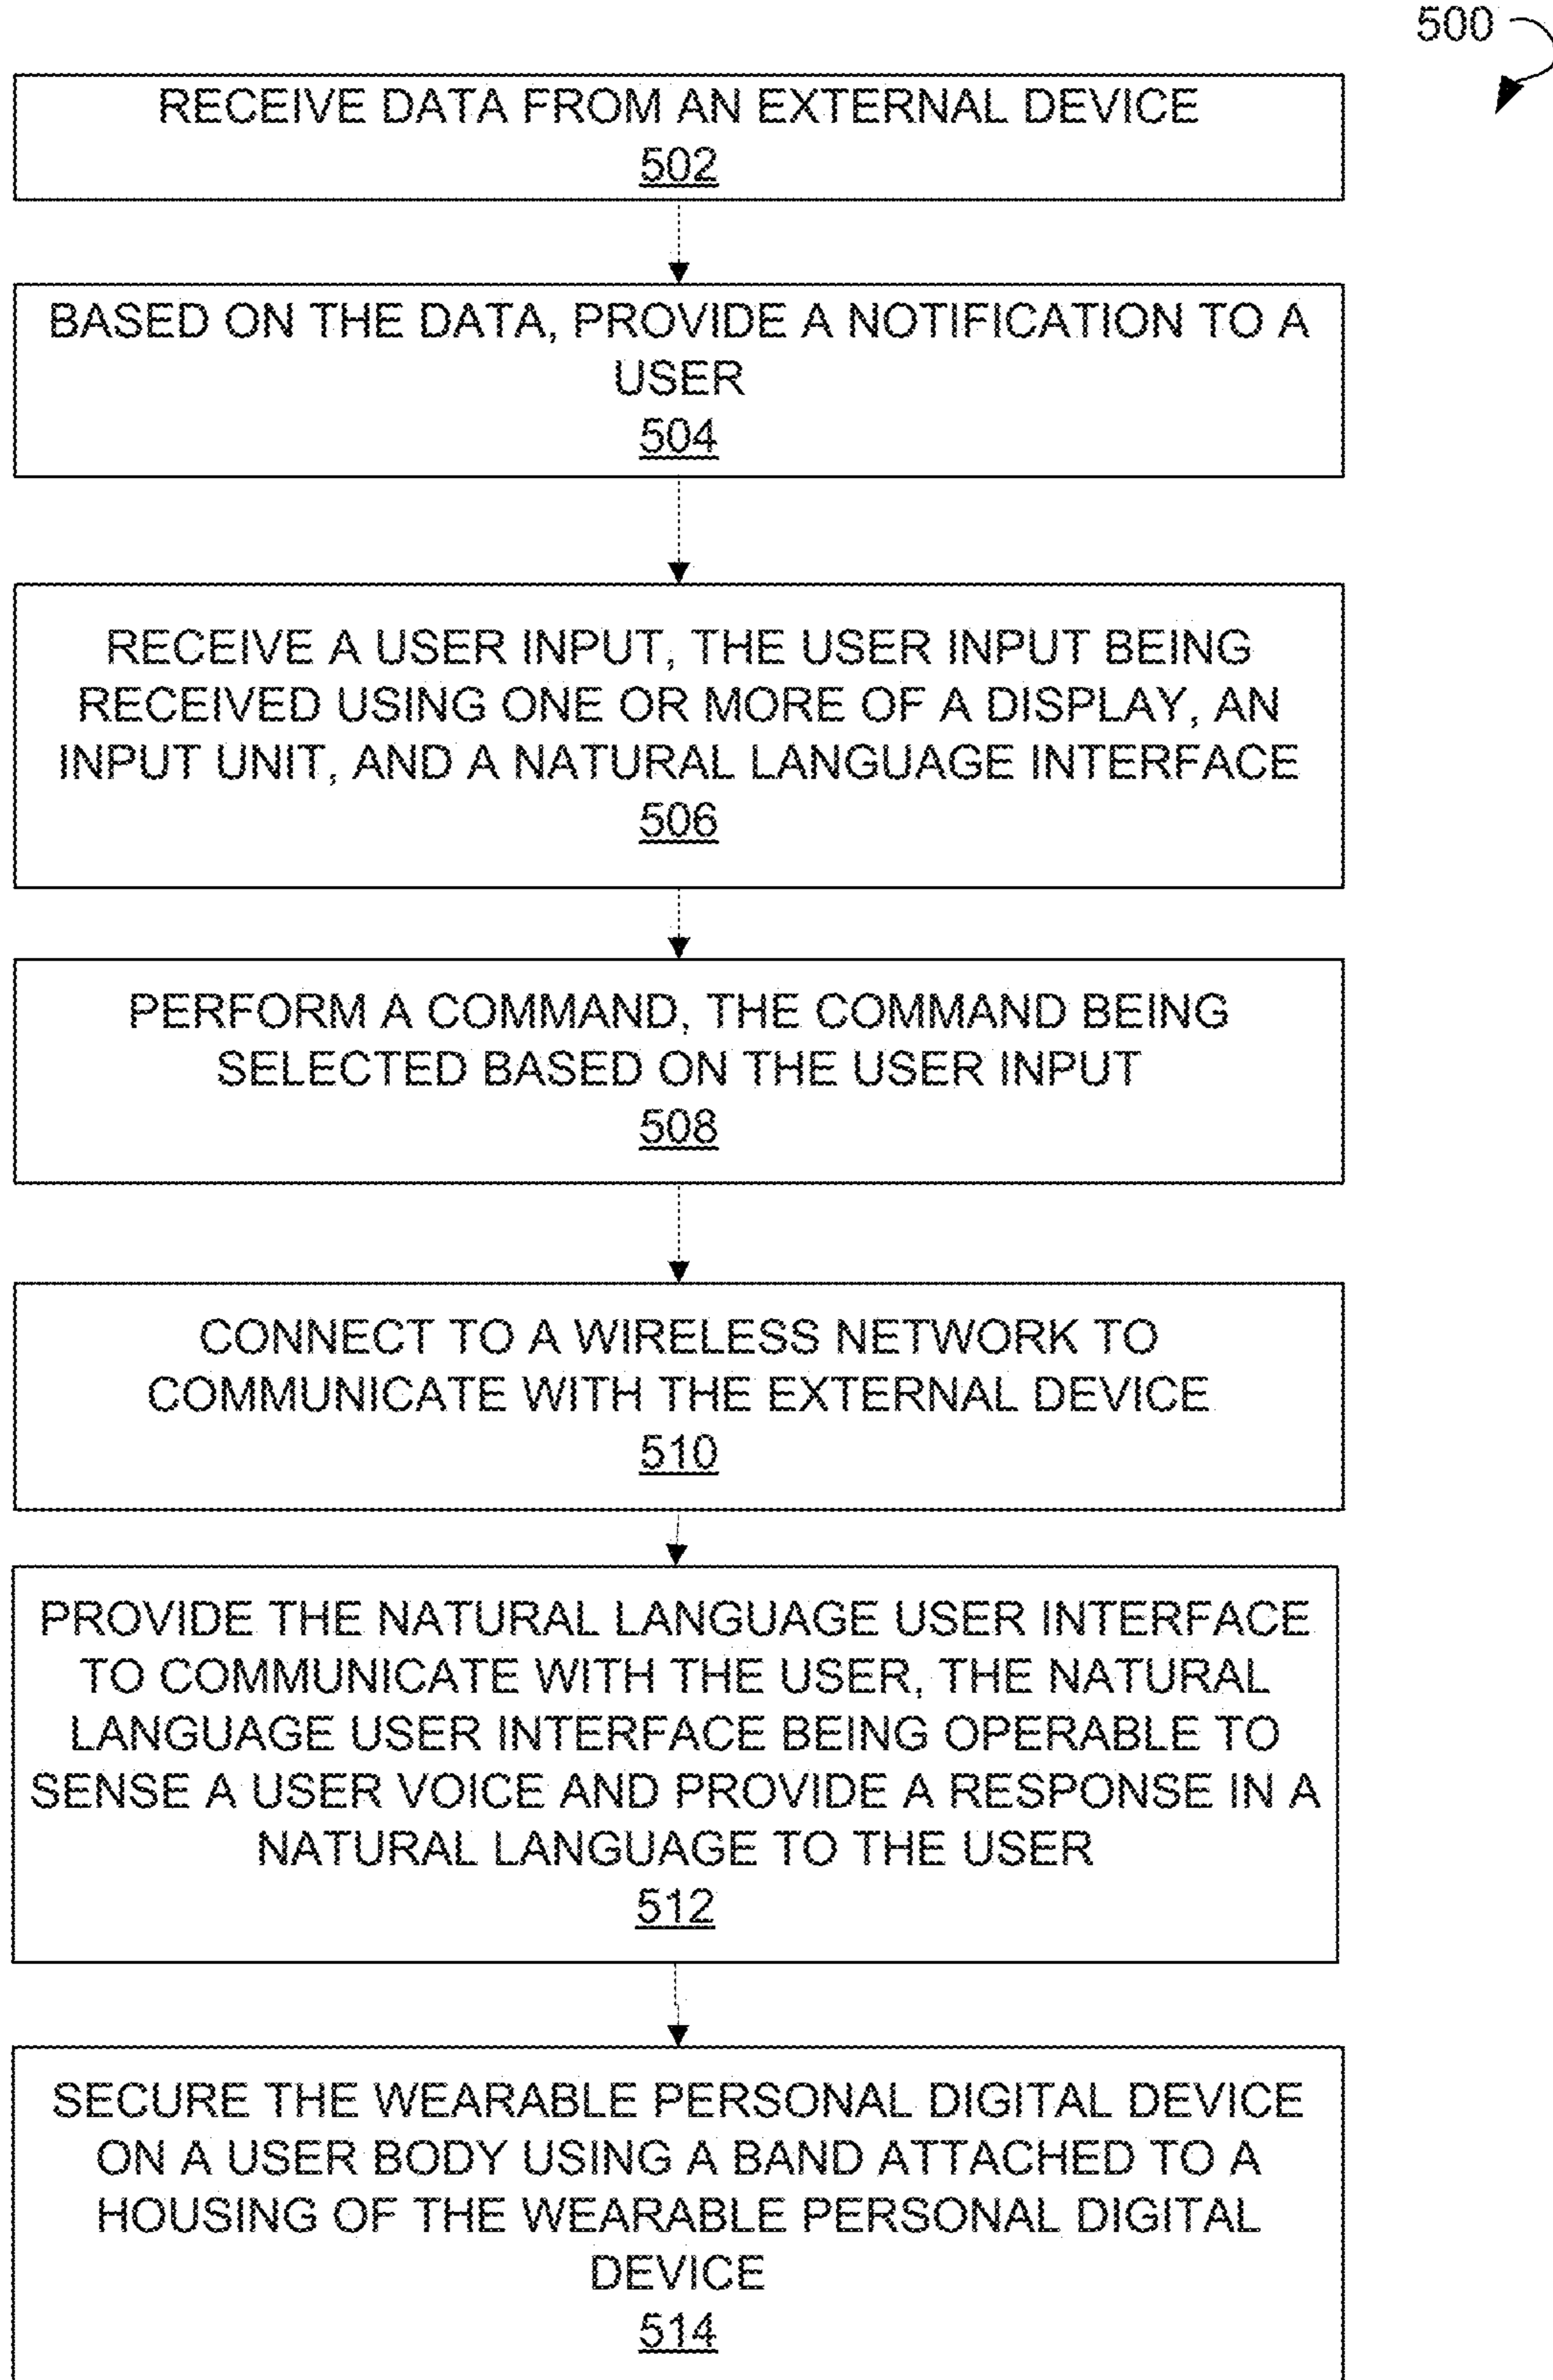 500
RECEIVE DATA FROM AN EXTERNAL DEVICE
502
BASED ON THE DATA, PROVIDE A NOTIFICATION TO A
USER
504
RECEIVE A USER INPUT, THE USER INPUT BEING
RECEIVED USING ONE OR MORE OF A DISPLAY, AN
INPUT UNIT, AND A NATURAL LANGUAGE INTERFACE
506
PERFORM A COMMAND, THE COMMAND BEING
SELECTED BASED ON THE USER INPUT
508
CONNECT TO A WIRELESS NETWORK TO
COMMUNICATE WITH THE EXTERNAL DEVICE
510
PROVIDE THE NATURAL LANGUAGE USER INTERFACE
TO COMMUNICATE WITH THE USER, THE NATURAL
LANGUAGE USER INTERFACE BEING OPERABLE TO
SENSE A USER VOICE AND PROVIDE A RESPONSE IN A
NATURAL LANGUAGE TO THE USER
512
SECURE THE WEARABLE PERSONAL DIGITAL DEVICE
ON A USER BODY USING A BAND ATTACHED TO A
HOUSING OF THE WEARABLE PERSONAL DIGITAL
DEVICE
514